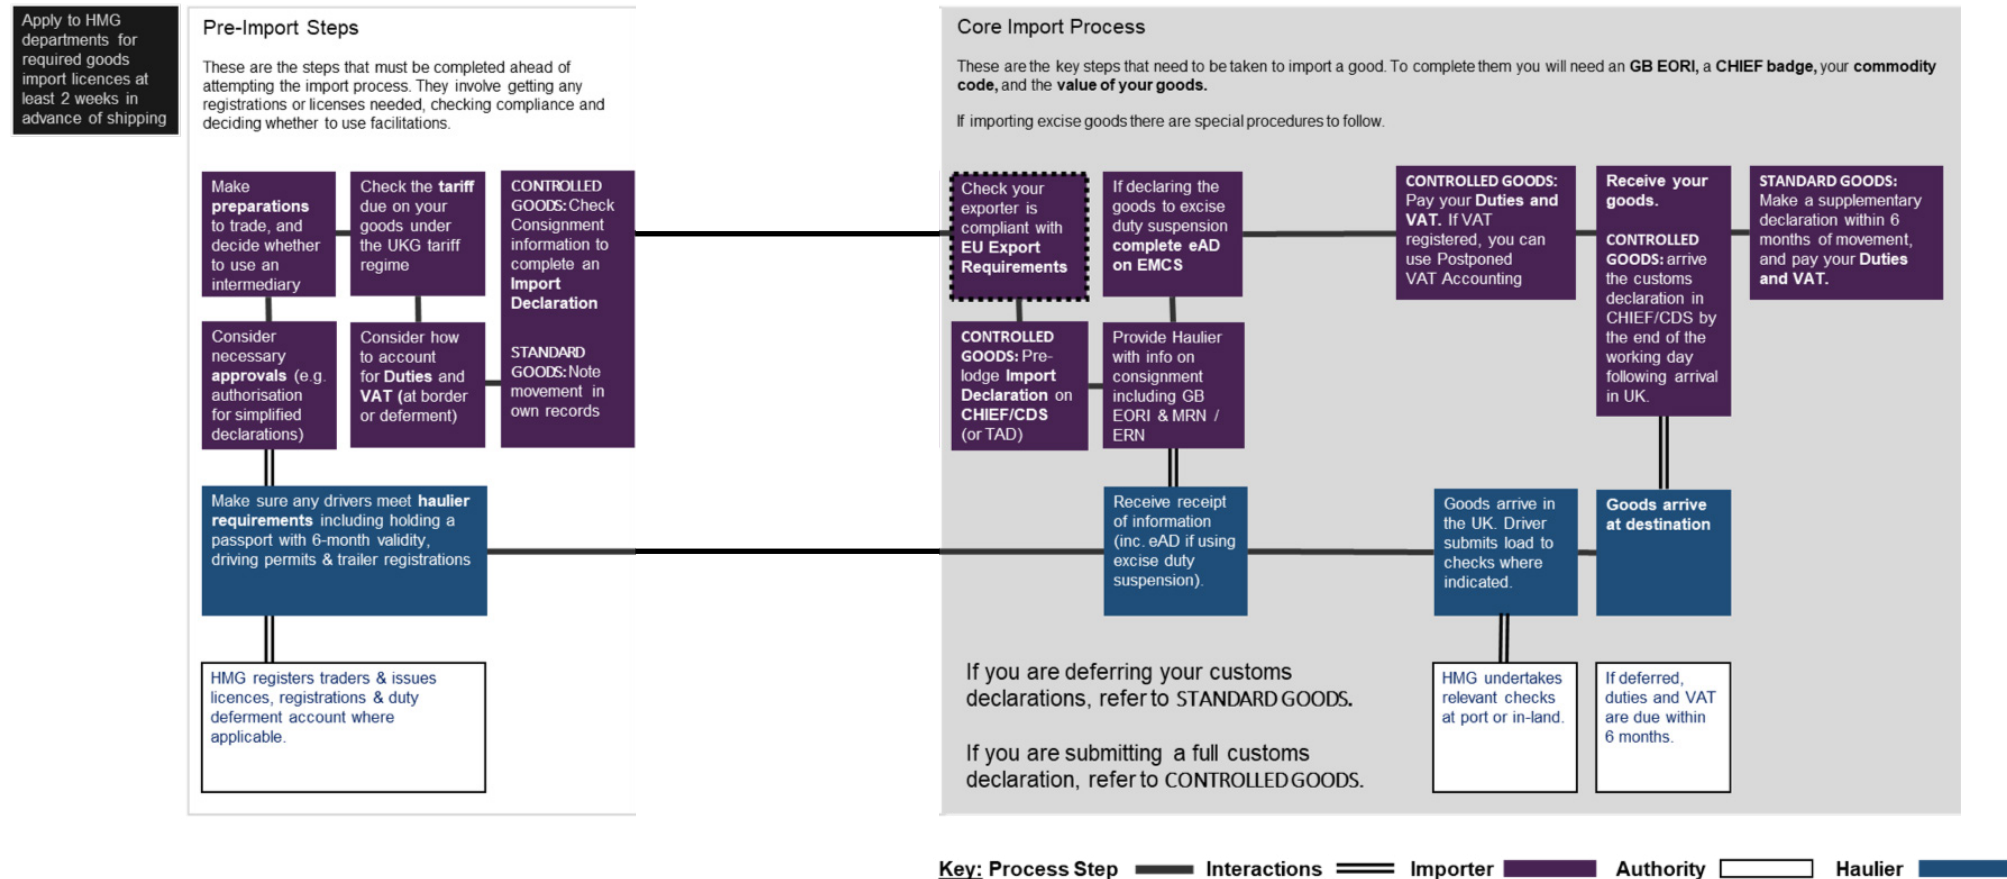 Apply to HMG
departments for
required goods
import licences at
least 2 weeks in
advance of shipping
Pre-Import Steps
These are the steps that must be completed ahead of
attempting the import process. They involve getting any
registrations or licenses needed, checking compliance and
deciding whether to use facilitations.
Make
preparations
to trade, and
decide whether
to use an
intermediary
Check the tariff
due on your
goods under
the UKG tariff
regime
CONTROLLED
GOODS: Check
Consignment
information to
complete an
Import
Declaration
STANDARD
GOODS: Note
movement in
own records
Consider
necessary
approvals (e.g.
authorisation
for simplified
declarations)
Consider how
to account
for Duties and
VAT (at border
or deferment)
Make sure any drivers meet haulier
requirements including holding a
passport with 6-month validity,
driving permits & trailer registrations
HMG registers traders & issues
licences, registrations & duty
deferment account where
applicable.
Core Import Process
These are the key steps that need to be taken to import a good. To complete them you will need an GB EORI, a CHIEF badge, your commodity
code, and the value of your goods.
If importing excise goods there are special procedures to follow.
Check your
exporter is
compliant with
EU Export
Requirements
If declaring the
goods to excise
duty suspension
complete eAD
on EMCS
CONTROLLED GOODS:
Pay your Duties and
VAT. If VAT
registered, you can
use Postponed
VAT Accounting
Receive your
goods.
CONTROLLED
GOODS: arrive
the customs
declaration in
CHIEF/CDS by
the end of the
working day
following arrival
in UK.
STANDARD GOODS:
Make a supplementary
declaration within 6
months of movement,
and pay your Duties
and VAT.
CONTROLLED
GOODS: Pre-
lodge Import
Declaration on
CHIEF/CDS
(or TAD)
Provide Haulier
with info on
consignment
including GB
EORI & MRN /
ERN
Receive receipt
of information
(inc. eAD if using
excise duty
suspension).
Goods arrive in
the UK. Driver
submits load to
checks where
indicated.
Goods arrive
at destination
If you are deferring your customs
declarations, refer to STANDARD GOODS.
If you are submitting a full customs
declaration, refer to CONTROLLED GOODS.
HMG undertakes
relevant checks
at port or in-land.
If deferred,
duties and VAT
are due within
6 months.
Key: Process Step Interactions Importer Authority Haulier